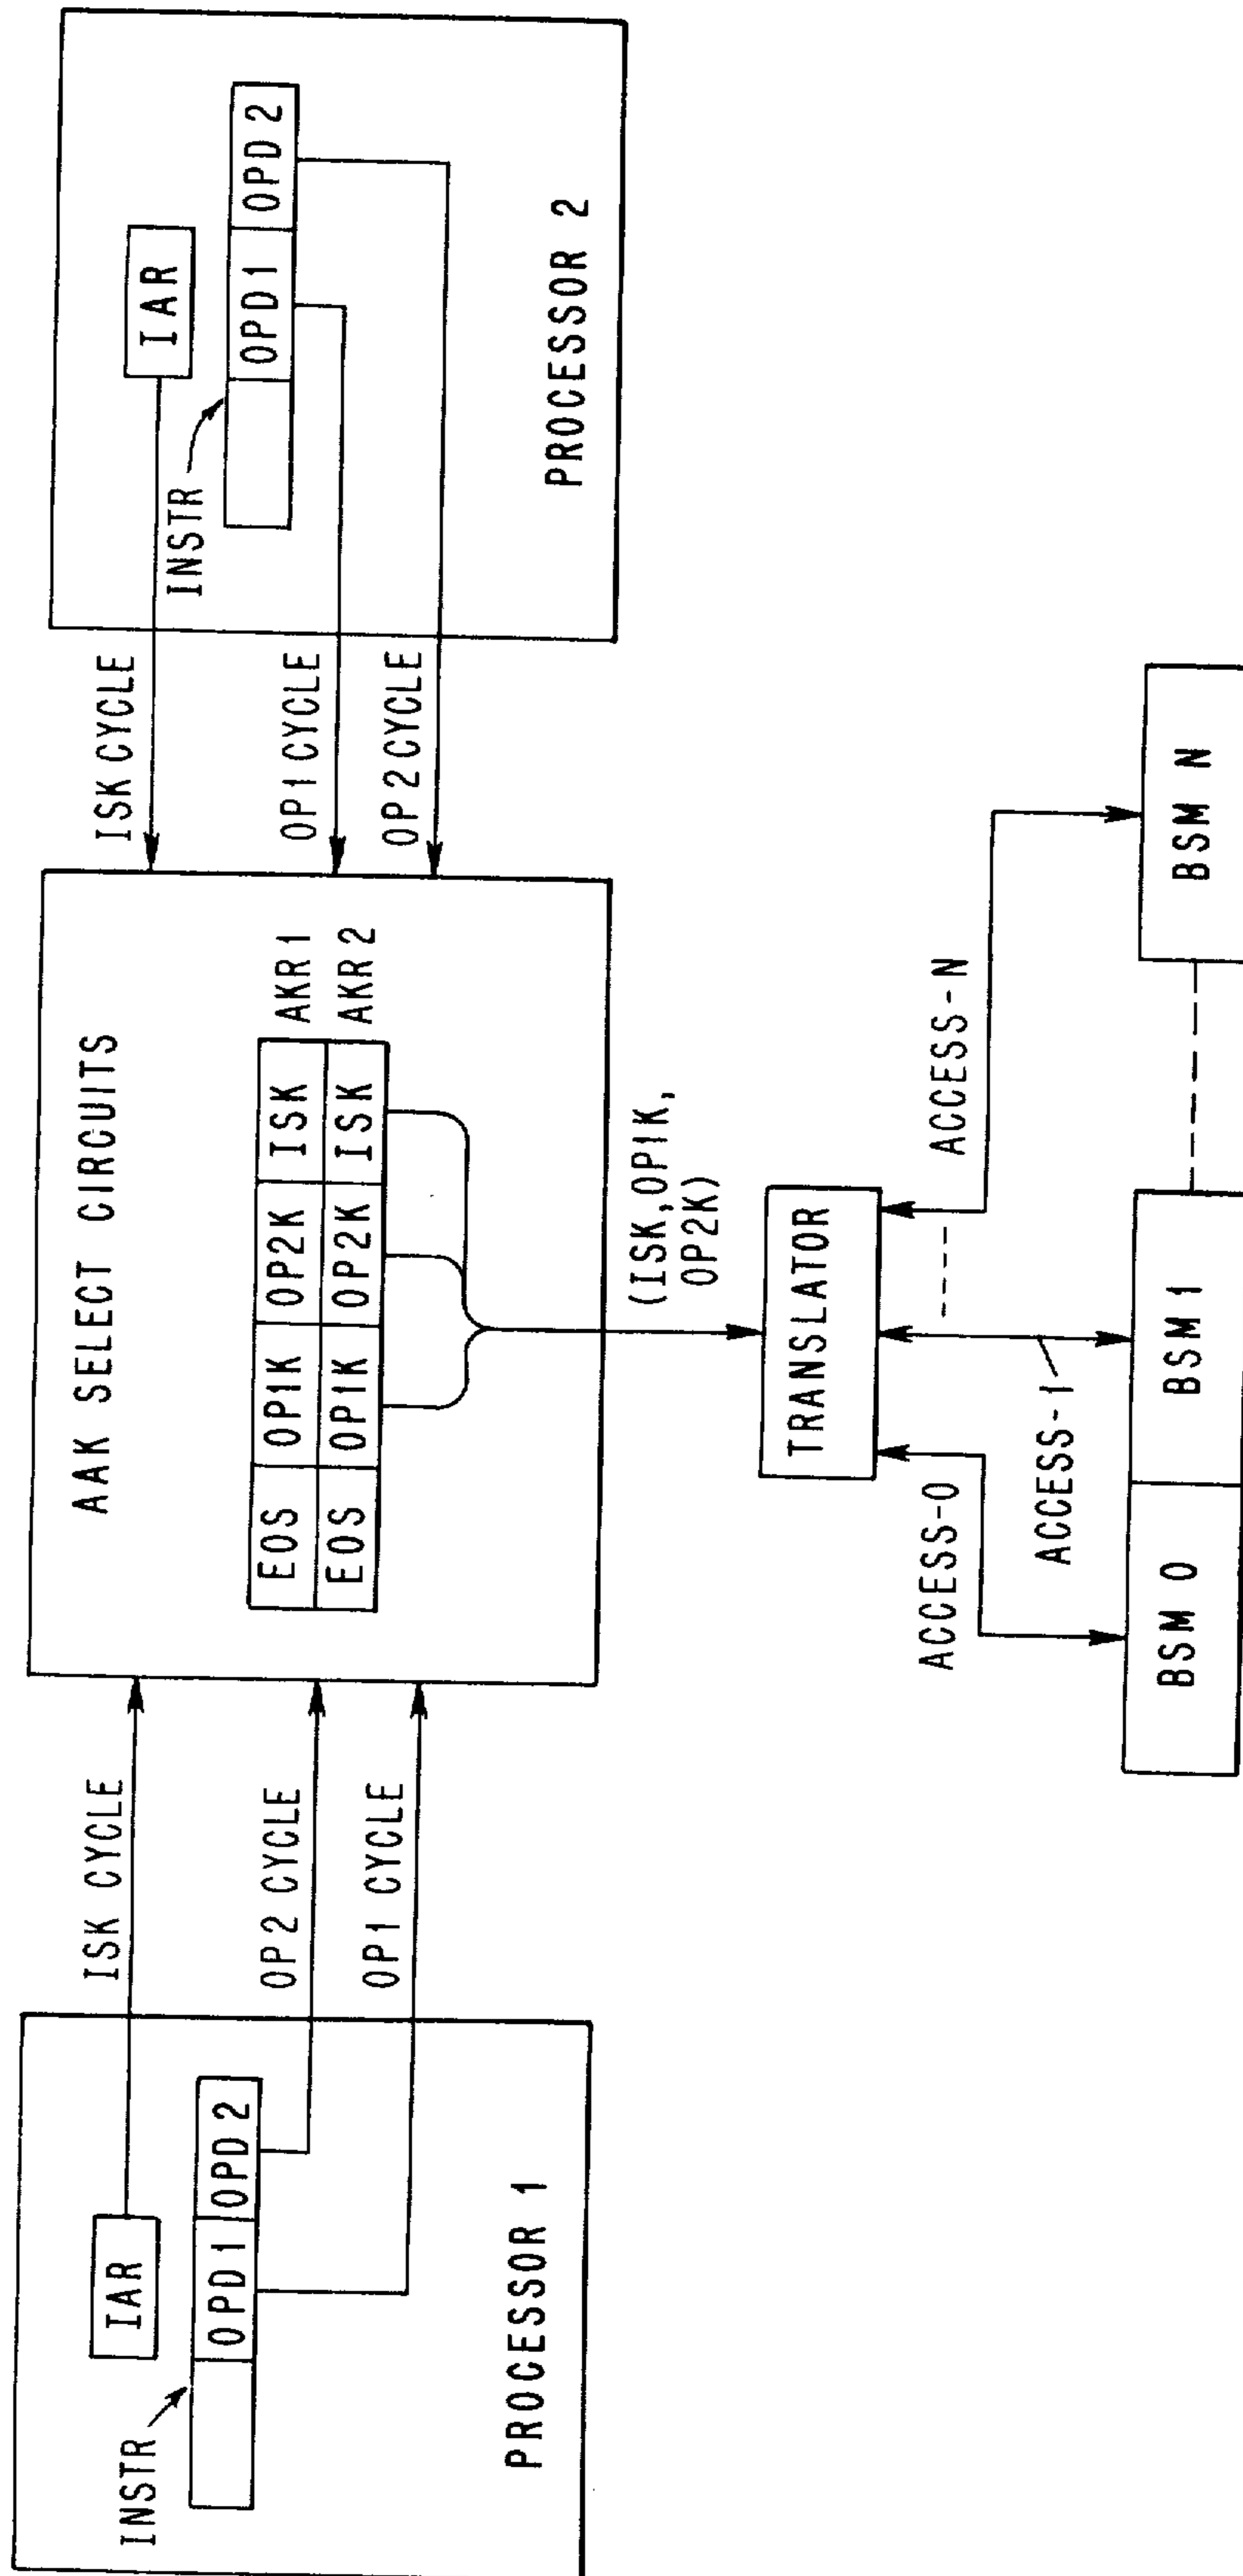 INSTR
IAR
OPD1 OPD2
PROCESSOR 1
ISK CYCLE
OP2 CYCLE
OP1 CYCLE
AAK SELECT CIRCUITS
EOS OP1K OP2K ISK AKR1
EOS OP1K OP2K ISK AKR2
ISK CYCLE
OP1 CYCLE
OP2 CYCLE
IAR
INSTR
OPD1 OPD2
PROCESSOR 2
(ISK, OP1K,
OP2K)
TRANSLATOR
ACCESS-0
ACCESS-1
ACCESS-N
BSM 0
BSM 1
BSM N